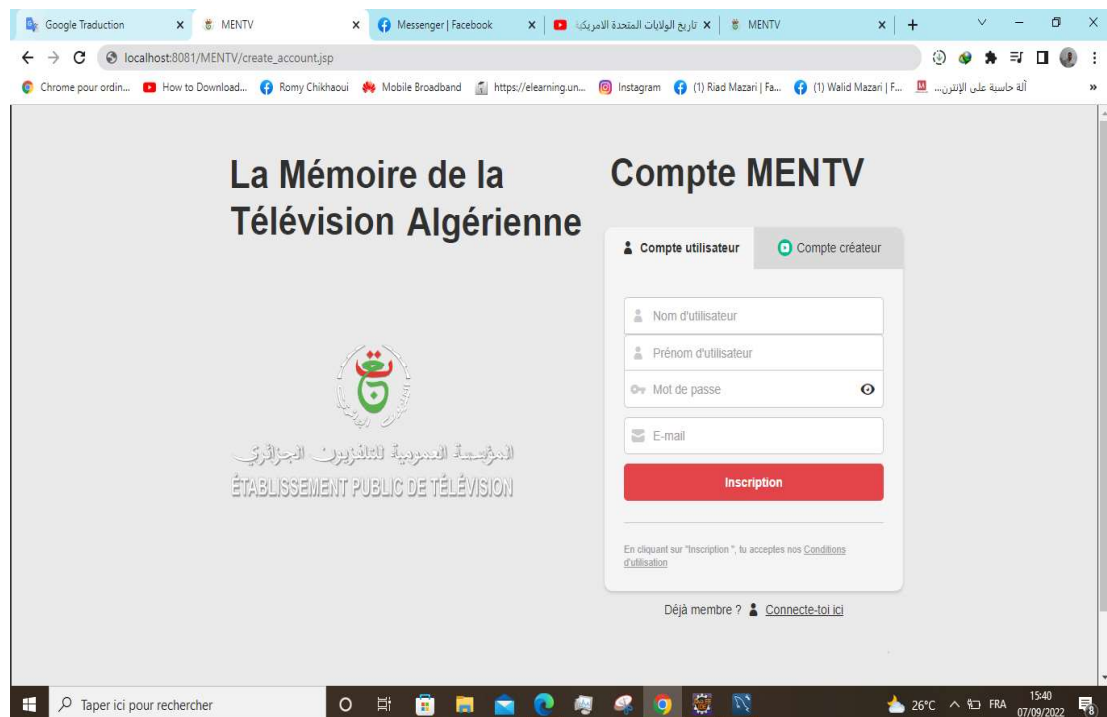 Google Traduction
MENTV
Messenger | Facebook
تاريخ الولايات المتحدة الامريكية
MENTV
localhost:8081/MENTV/create_account.jsp
Chrome pour ordin...
How to Download...
Romy Chikhaoui
Mobile Broadband
https://elearning.un...
Instagram
(1) Riad Mazari | Fa...
(1) Walid Mazari | F...
آلة حاسبة على الإنترن...
»
La Mémoire de la
Télévision Algérienne
المؤسسة العمومية للتلفزيون الجزائري
ÉTABLISSEMENT PUBLIC DE TÉLÉVISION
Compte MENTV
Compte utilisateur
Compte créateur
Nom d'utilisateur
Prénom d'utilisateur
Mot de passe
E-mail
Inscription
En cliquant sur "Inscription ", tu acceptes nos Conditions
d'utilisation
Déjà membre ? Connecte-toi ici
Taper ici pour rechercher
26°C
FRA
15:40
07/09/2022
8